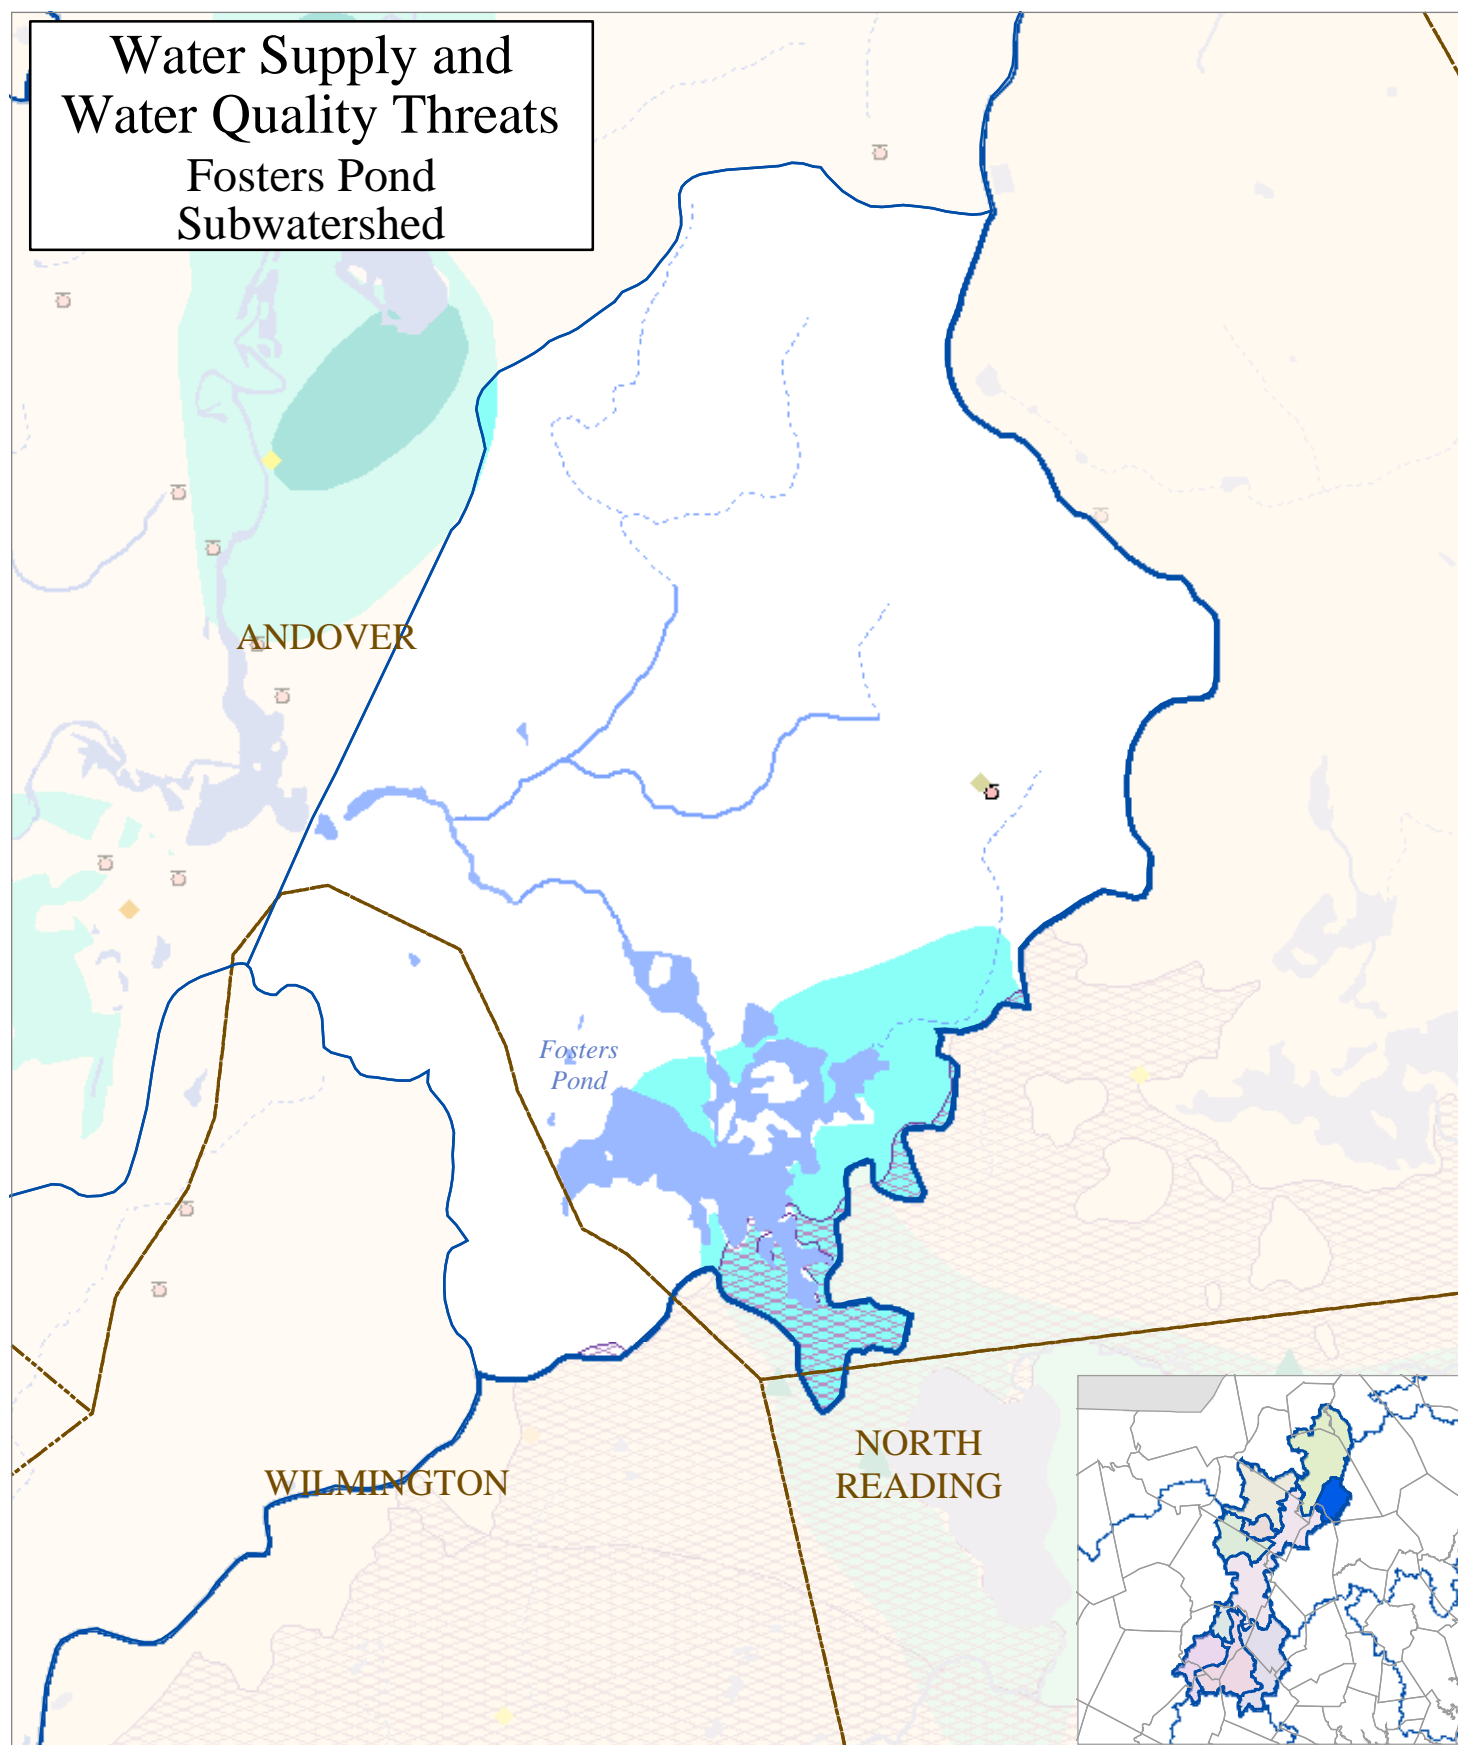 Water Supply and
Water Quality Threats
Fosters Pond
Subwatershed
ANDOVER
Fosters
Pond
NORTH
READING
WILMINGTON